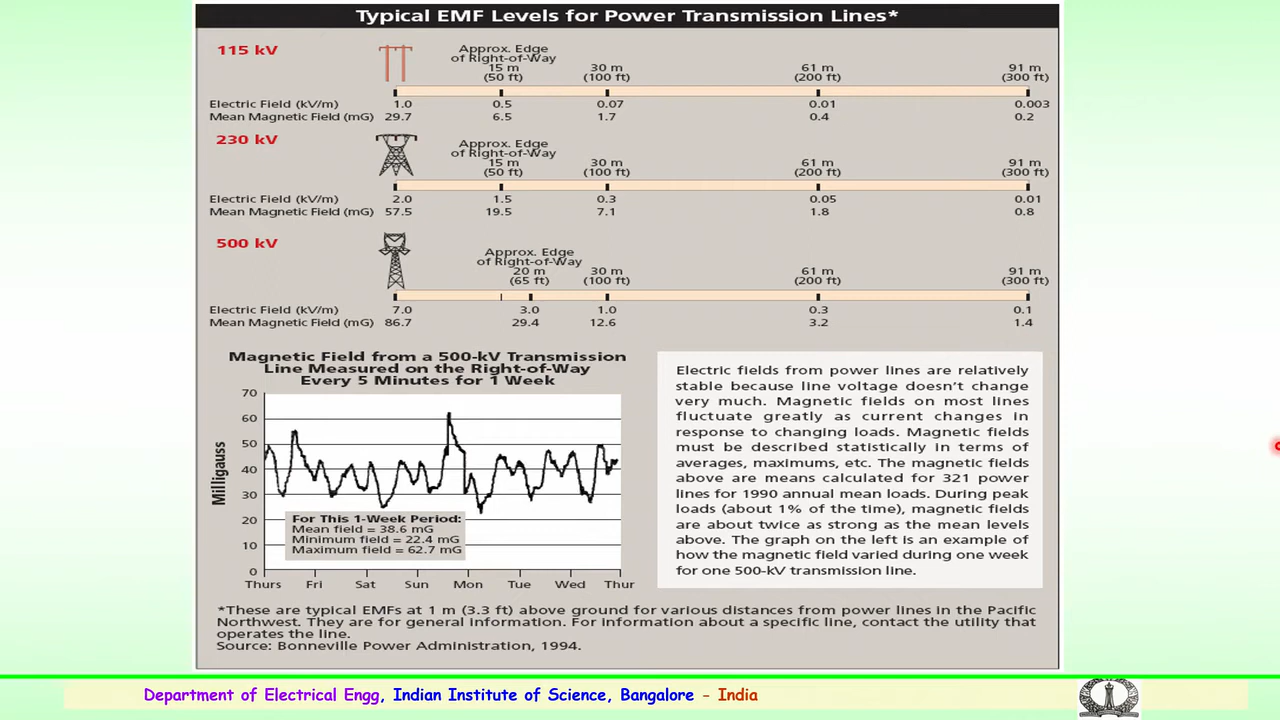 Typical EMF Levels for Power Transmission Lines*
115 kV
Approx. Edge
of Right-of-Way
15 m 30 m 61 m 91 m
(50 ft) (100 ft) (200 ft) (300 ft)
Electric Field (kV/m) 1.0 0.5 0.07 0.01 0.003
Mean Magnetic Field (mG) 29.7 6.5 1.7 0.4 0.2
230 kV
Approx. Edge
of Right-of-Way
15 m 30 m 61 m 91 m
(50 ft) (100 ft) (200 ft) (300 ft)
Electric Field (kV/m) 2.0 1.5 0.3 0.05 0.01
Mean Magnetic Field (mG) 57.5 19.5 7.1 1.8 0.8
500 kV
Approx. Edge
of Right-of-Way
20 m 30 m 61 m 91 m
(65 ft) (100 ft) (200 ft) (300 ft)
Electric Field (kV/m) 7.0 3.0 1.0 0.3 0.1
Mean Magnetic Field (mG) 86.7 29.4 12.6 3.2 1.4
Magnetic Field from a 500-kV Transmission
Line Measured on the Right-of-Way
Every 5 Minutes for 1 Week
70
60
50
40
30
20
10
0
Milligauss
For This 1-Week Period:
Mean field = 38.6 mG
Minimum field = 22.4 mG
Maximum field = 62.7 mG
Thurs Fri Sat Sun Mon Tue Wed Thur
Electric fields from power lines are relatively
stable because line voltage doesn't change
very much. Magnetic fields on most lines
fluctuate greatly as current changes in
response to changing loads. Magnetic fields
must be described statistically in terms of
averages, maximums, etc. The magnetic fields
above are means calculated for 321 power
lines for 1990 annual mean loads. During peak
loads (about 1% of the time), magnetic fields
are about twice as strong as the mean levels
above. The graph on the left is an example of
how the magnetic field varied during one week
for one 500-kV transmission line.
*These are typical EMFs at 1 m (3.3 ft) above ground for various distances from power lines in the Pacific
Northwest. They are for general information. For information about a specific line, contact the utility that
operates the line.
Source: Bonneville Power Administration, 1994.
Department of Electrical Engg, Indian Institute of Science, Bangalore - India